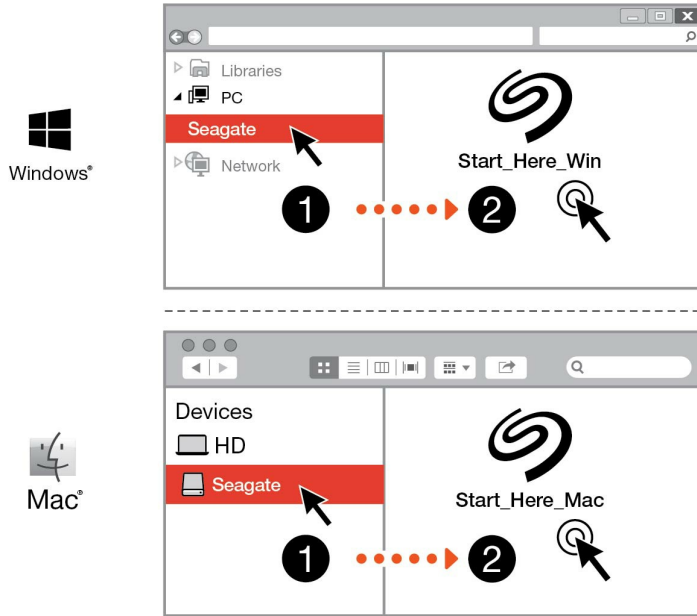 Windows®
Libraries
PC
Seagate
Network
Start_Here_Win
1
2
Mac®
Devices
HD
Seagate
Start_Here_Mac
1
2